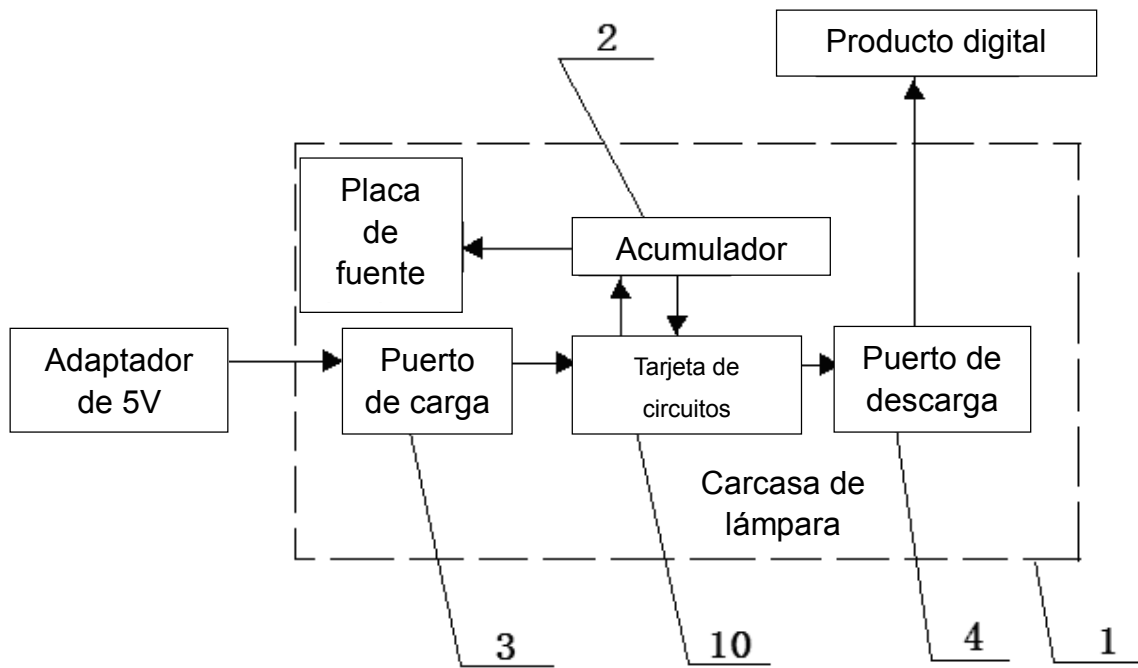 2
Producto digital
Placa
de
fuente
Acumulador
Adaptador
de 5V
Puerto
de carga
Tarjeta de
circuitos
Puerto de
descarga
Carcasa de
lámpara
3
10
4
1